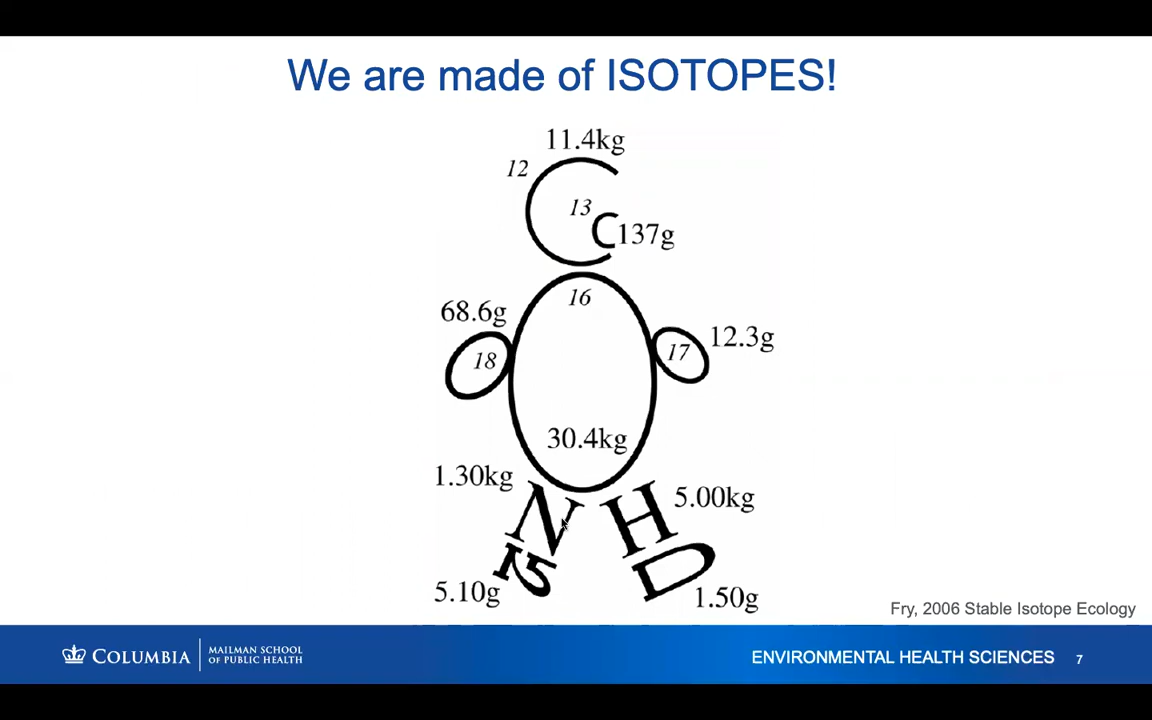 We are made of ISOTOPES!
11.4kg
12
C
13
C
137g
16
68.6g
18
17
12.3g
30.4kg
1.30kg
N
H
5.00kg
15
D
5.10g
1.50g
Fry, 2006 Stable Isotope Ecology
COLUMBIA
MAILMAN SCHOOL
OF PUBLIC HEALTH
ENVIRONMENTAL HEALTH SCIENCES
7